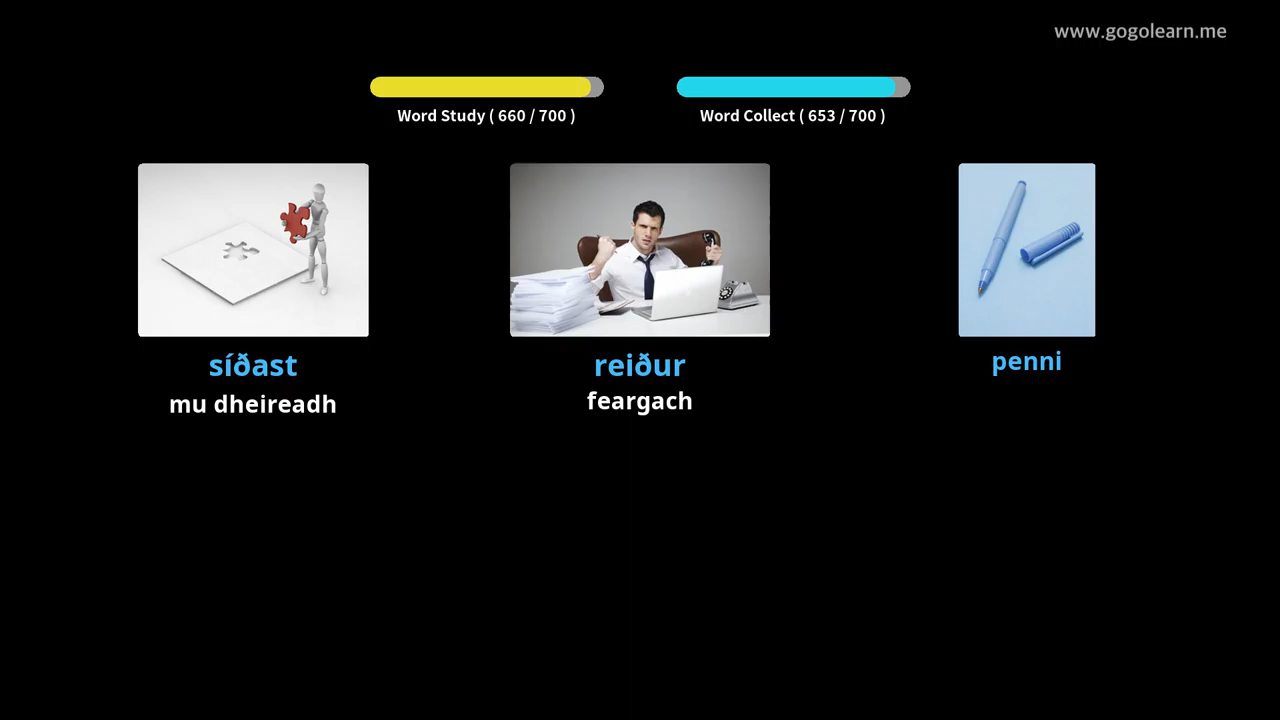 www.gogolearn.me
Word Study ( 660 / 700 )
Word Collect ( 653 / 700 )
síðast
mu dheireadh
reiður
feargach
penni